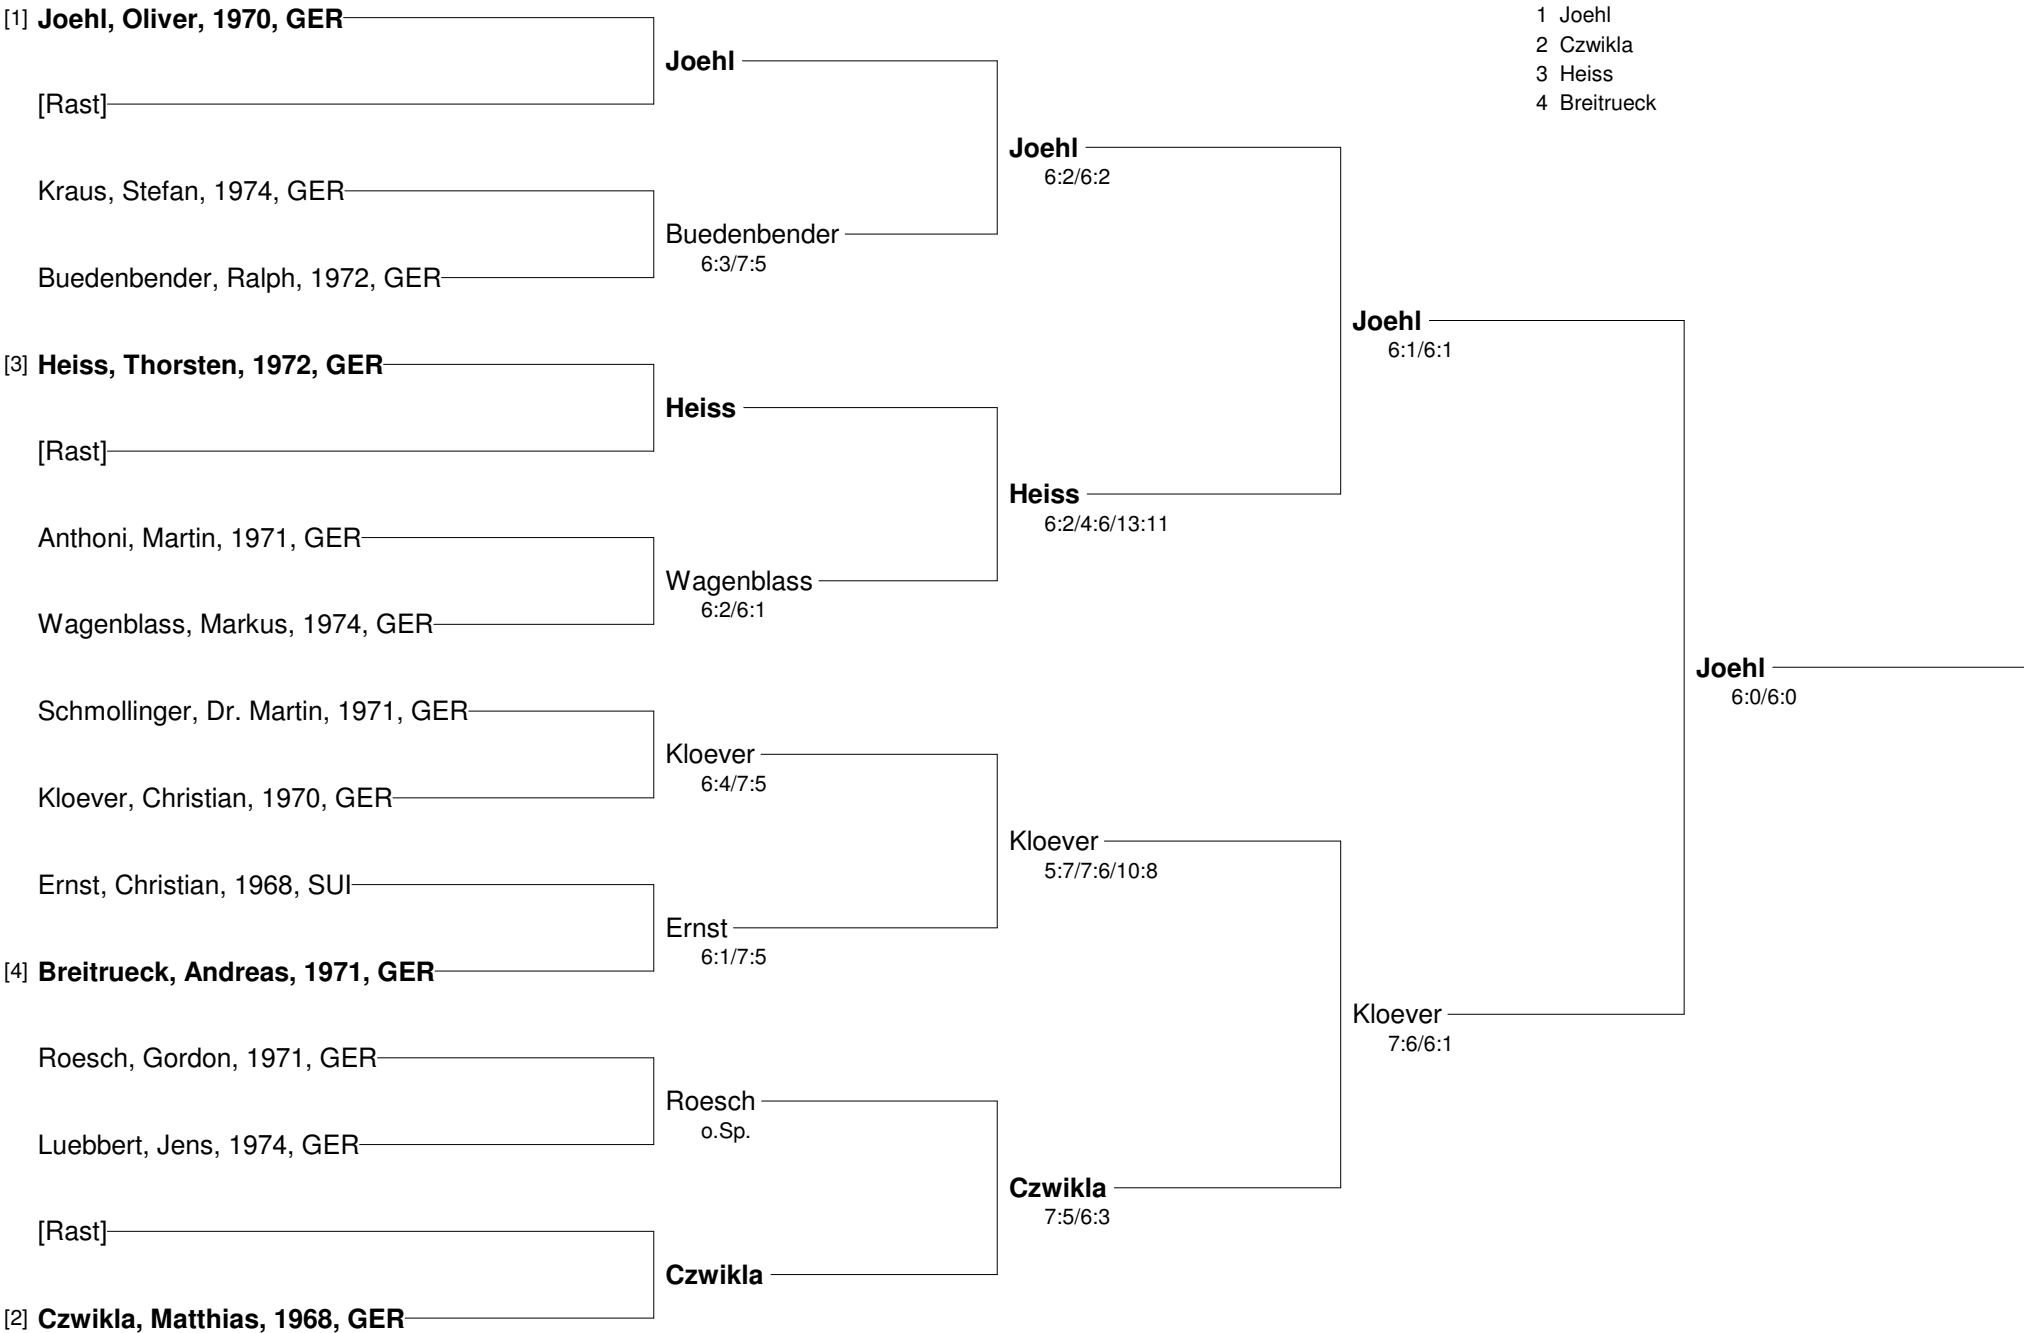 [1] Joehl, Oliver, 1970, GER
[Rast]
Kraus, Stefan, 1974, GER
Buedenbender, Ralph, 1972, GER
[3] Heiss, Thorsten, 1972, GER
[Rast]
Anthoni, Martin, 1971, GER
Wagenblass, Markus, 1974, GER
Schmollinger, Dr. Martin, 1971, GER
Kloever, Christian, 1970, GER
Ernst, Christian, 1968, SUI
[4] Breitrueck, Andreas, 1971, GER
Roesch, Gordon, 1971, GER
Luebbert, Jens, 1974, GER
[Rast]
[2] Czwikla, Matthias, 1968, GER
Joehl
Buedenbender
6:3/7:5
Heiss
Wagenblass
6:2/6:1
Kloever
6:4/7:5
Ernst
6:1/7:5
Roesch
o.Sp.
Czwikla
Joehl
6:2/6:2
Heiss
6:2/4:6/13:11
Kloever
5:7/7:6/10:8
Czwikla
7:5/6:3
Joehl
6:1/6:1
Kloever
7:6/6:1
Joehl
6:0/6:0
1 Joehl
2 Czwikla
3 Heiss
4 Breitrueck